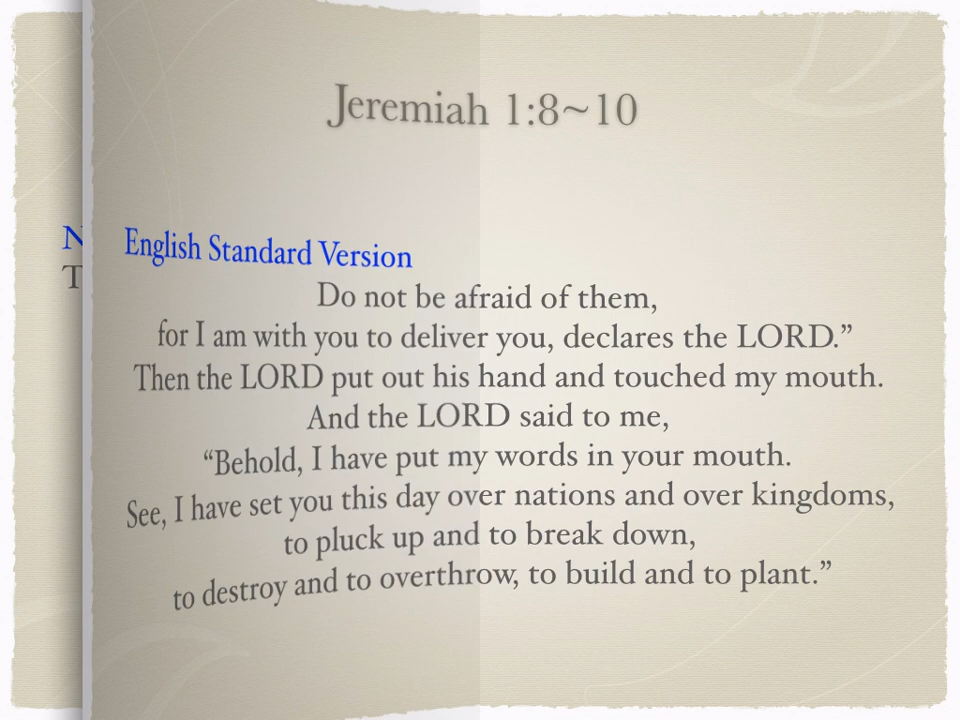 Jeremiah 1:8~10
English Standard Version
Do not be afraid of them,
for I am with you to deliver you, declares the LORD.”
Then the LORD put out his hand and touched my mouth.
And the LORD said to me,
“Behold, I have put my words in your mouth.
See, I have set you this day over nations and over kingdoms,
to pluck up and to break down,
to destroy and to overthrow, to build and to plant.”